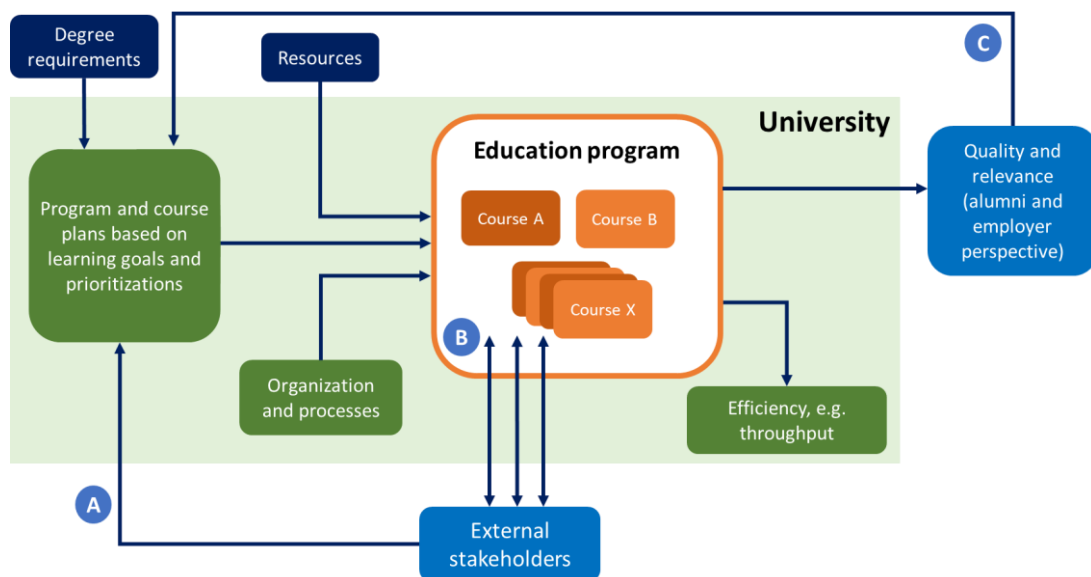 Degree
requirements
Resources
C
University
Education program
Quality and
relevance
(alumni and
employer
perspective)
Program and course
plans based on
learning goals and
prioritizations
Course A
Course B
Course X
B
Organization
and processes
Efficiency, e.g.
throughput
A
External
stakeholders